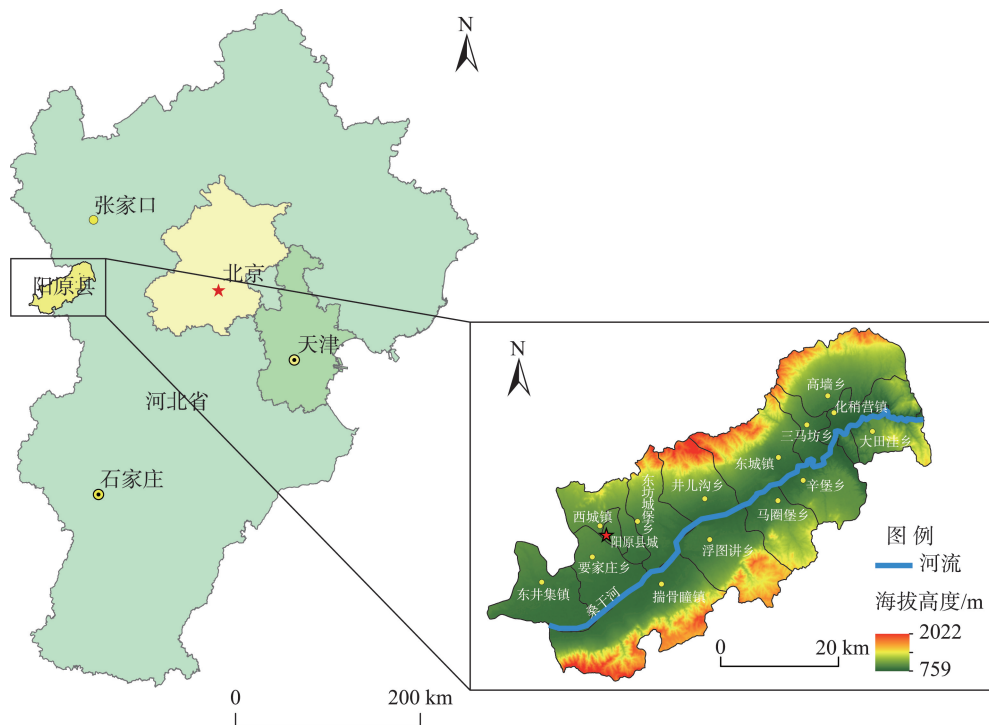 N
张家口
阳原县
北京
天津
河北省
石家庄
0
200 km
N
高墙乡
化稍营镇
三马坊乡
大田洼乡
东城镇
辛堡乡
井儿沟乡
东坊城堡乡
马圈堡乡
西城镇
阳原县城
浮图讲乡
要家庄乡
东井集镇
桑干河
揣骨疃镇
图 例
河流
海拔高度/m
2022
759
0
20 km